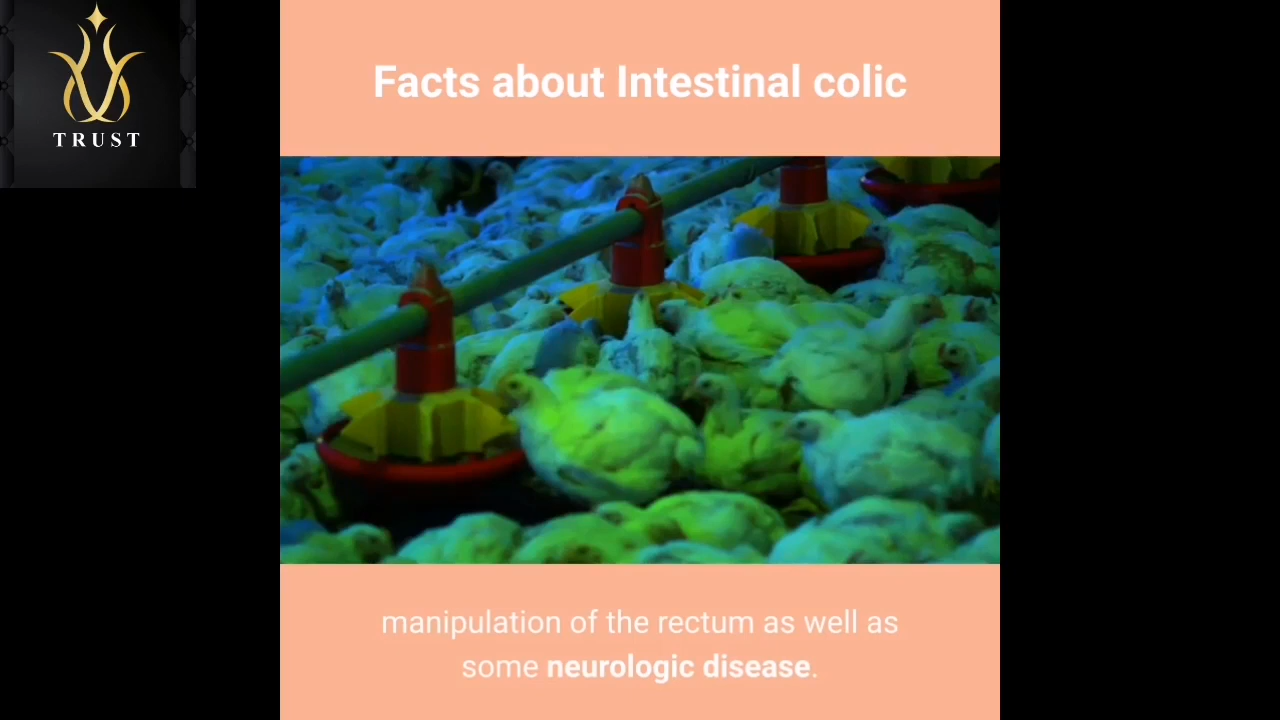 TRUST
Facts about Intestinal colic
manipulation of the rectum as well as
some neurologic disease.